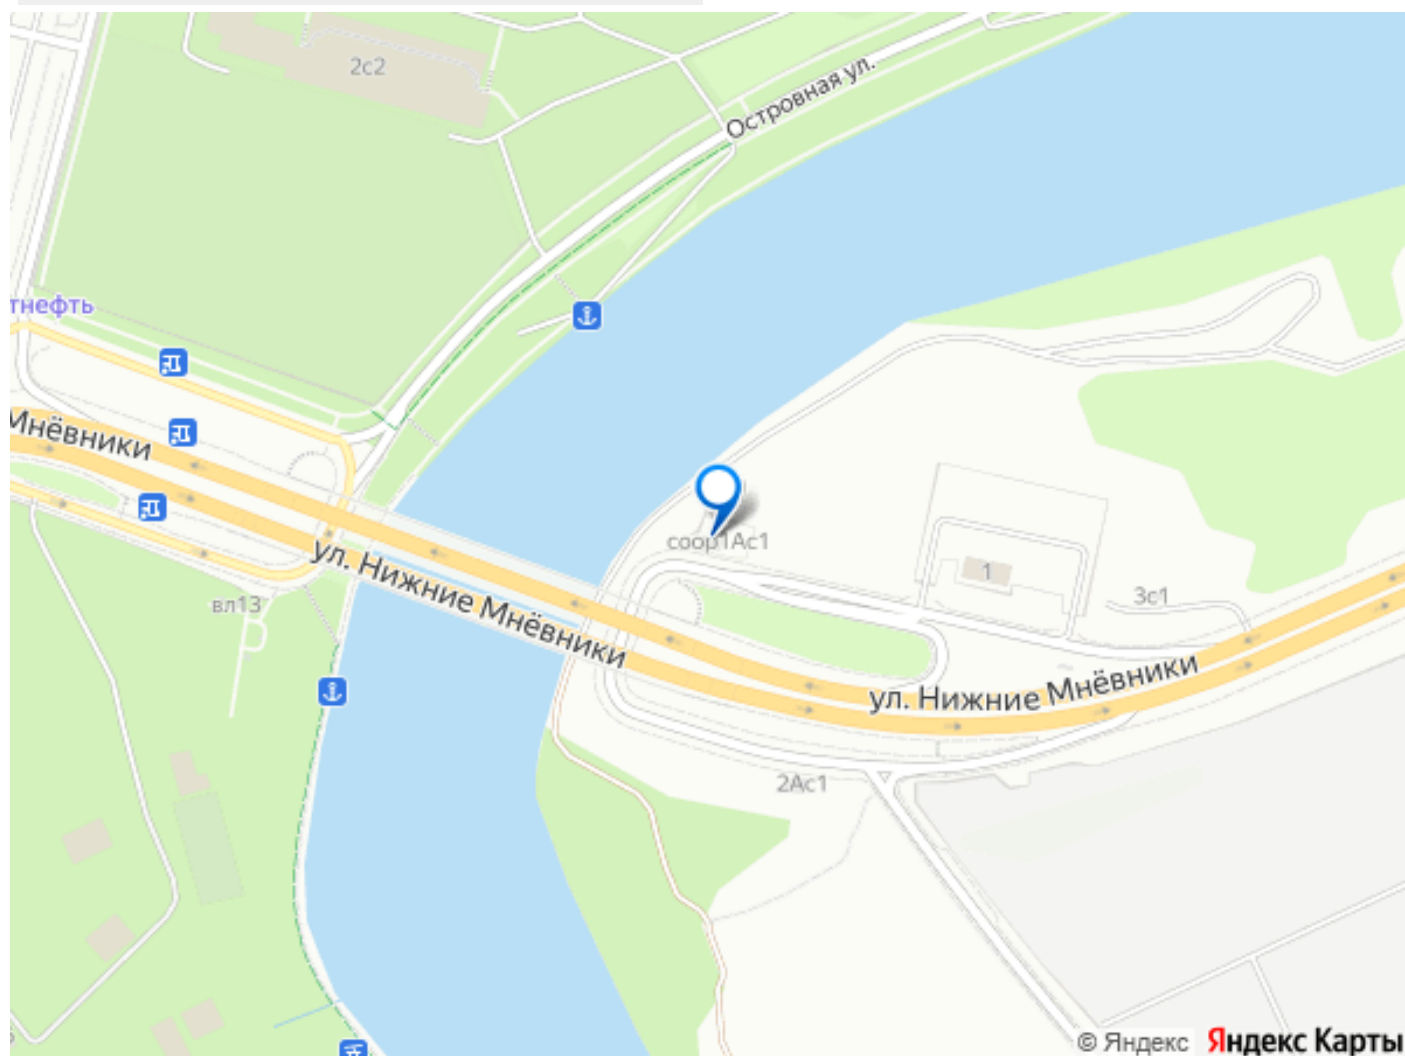 2с2
Островная ул.
тнефть
Мнёвники
соор1Ас1
1
3с1
ул. Нижние Мнёвники
вл13
ул. Нижние Мнёвники
2Ас1
© Яндекс Яндекс Карты